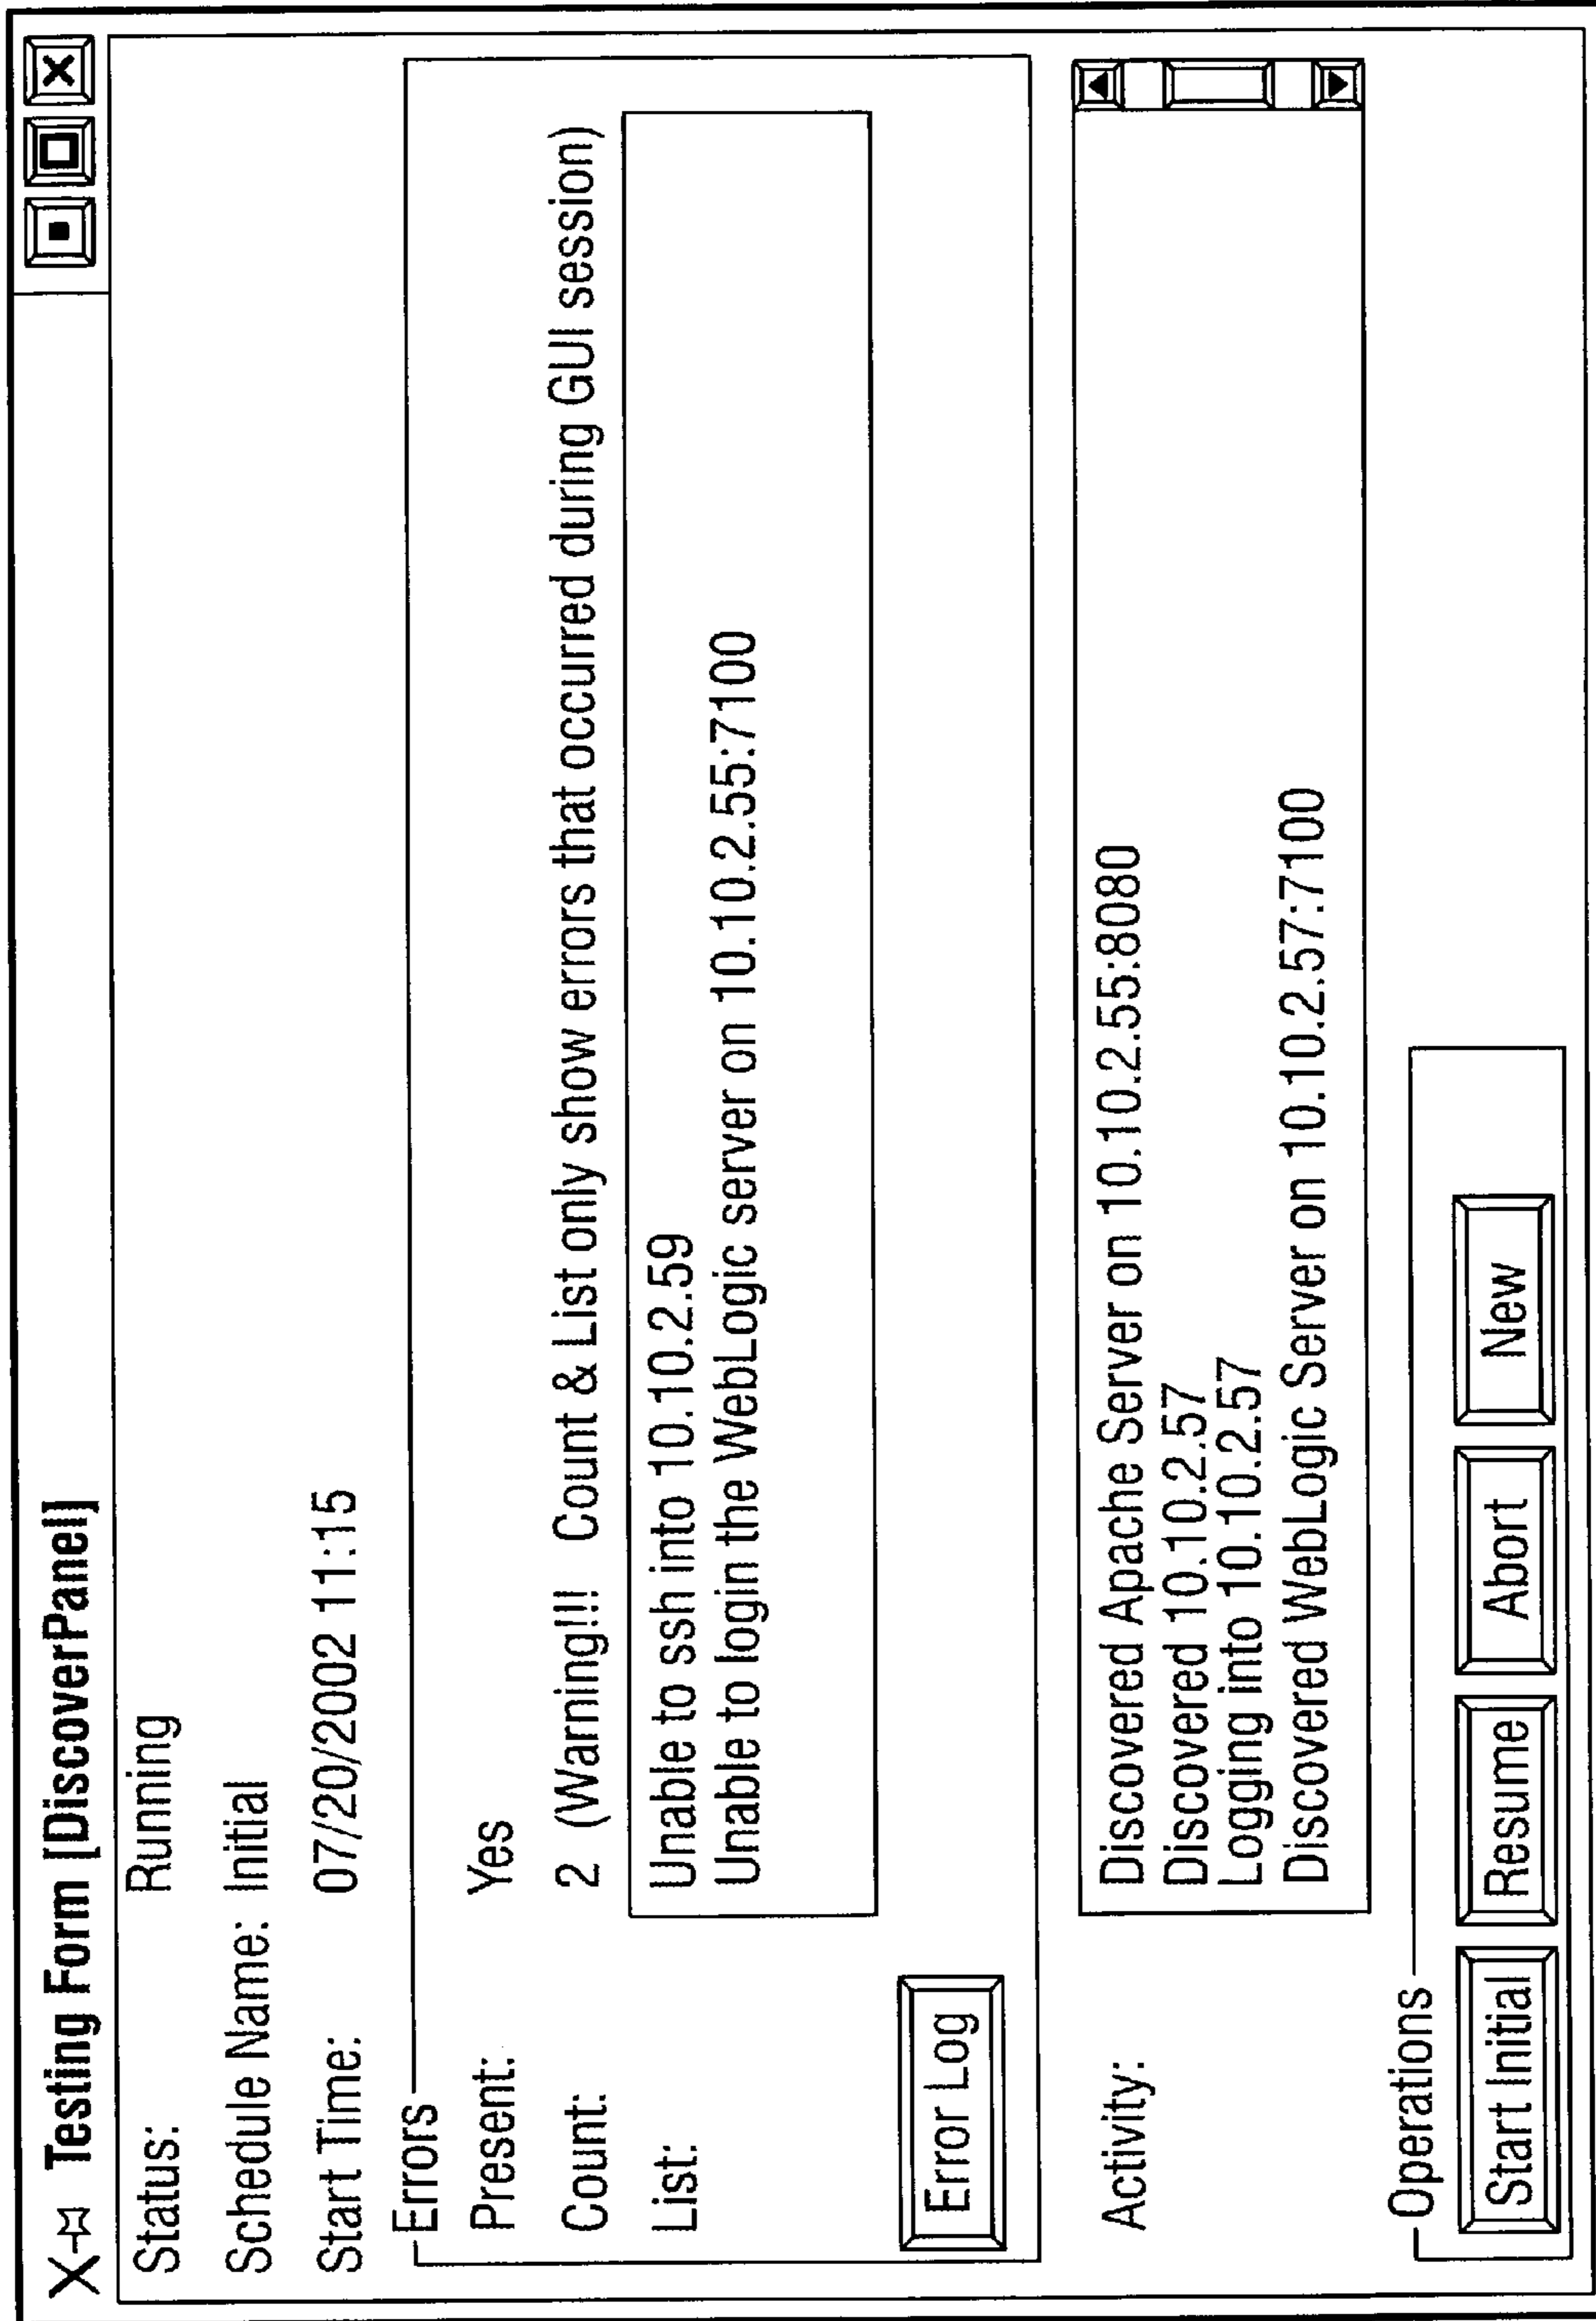 Testing Form [DiscoverPanel]
Status: Running
Schedule Name: Initial
Start Time: 07/20/2002 11:15
Errors
Present: Yes
Count: 2 (Warning!!! Count & List only show errors that occurred during GUI session)
List: Unable to ssh into 10.10.2.59
Unable to login the WebLogic server on 10.10.2.55:7100
Error Log
Activity: Discovered Apache Server on 10.10.2.55:8080
Discovered 10.10.2.57
Logging into 10.10.2.57
Discovered WebLogic Server on 10.10.2.57:7100
Operations
Start Initial Resume Abort New